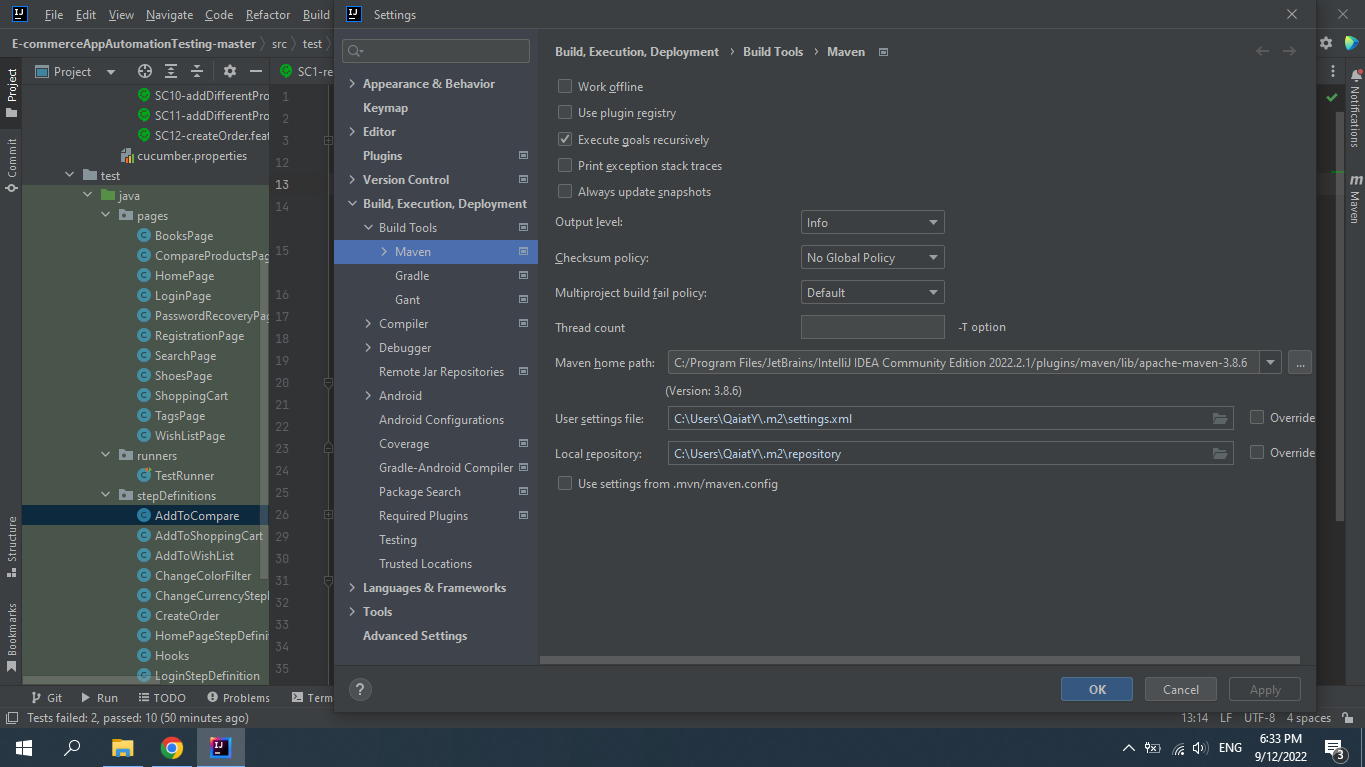 File Edit View Navigate Code Refactor Build
Settings
E-commerceAppAutomationTesting-master src test
Project
SC1-re
SC10-addDifferentPro
SC11-addDifferentPro
SC12-createOrder.feat
cucumber.properties
test
java
pages
BooksPage
CompareProductsPag
HomePage
LoginPage
PasswordRecoveryPag
RegistrationPage
SearchPage
ShoesPage
ShoppingCart
TagsPage
WishListPage
runners
TestRunner
stepDefinitions
AddToCompare
AddToShoppingCart
AddToWishList
ChangeColorFilter
ChangeCurrencyStepD
CreateOrder
HomePageStepDefinit
Hooks
LoginStepDefinition
Project
Commit
Structure
Bookmarks
1
2
3
12
13
14
15
16
17
18
19
20
21
22
23
24
25
26
29
30
31
32
33
34
35
Appearance & Behavior
Keymap
Editor
Plugins
Version Control
Build, Execution, Deployment
Build Tools
Maven
Gradle
Gant
Compiler
Debugger
Remote Jar Repositories
Android
Android Configurations
Coverage
Gradle-Android Compiler
Package Search
Required Plugins
Testing
Trusted Locations
Languages & Frameworks
Tools
Advanced Settings
Build, Execution, Deployment › Build Tools › Maven
Work offline
Use plugin registry
Execute goals recursively
Print exception stack traces
Always update snapshots
Output level: Info
Checksum policy: No Global Policy
Multiproject build fail policy: Default
Thread count -T option
Maven home path: C:/Program Files/JetBrains/IntelliJ IDEA Community Edition 2022.2.1/plugins/maven/lib/apache-maven-3.8.6 ...
(Version: 3.8.6)
User settings file: C:\Users\QaiatY\.m2\settings.xml Override
Local repository: C:\Users\QaiatY\.m2\repository Override
Use settings from .mvn/maven.config
? OK Cancel Apply
Notifications
m Maven
Git Run TODO Problems Term
Tests failed: 2, passed: 10 (50 minutes ago)
13:14 LF UTF-8 4 spaces
ENG
6:33 PM
9/12/2022
3